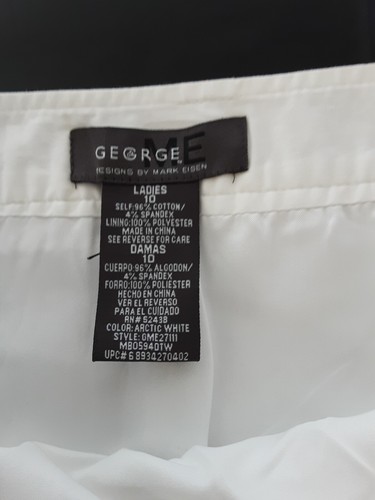 GEORGE ME
DESIGNS BY MARK EISEN
LADIES
10
SELF:96% COTTON/
4% SPANDEX
LINING:100% POLYESTER
MADE IN CHINA
SEE REVERSE FOR CARE
DAMAS
10
CUERPO:96% ALGODON/
4% SPANDEX
FORRO:100% POLIESTER
HECHO EN CHINA
VER EL REVERSO
PARA EL CUIDADO
RN# 52438
COLOR:ARCTIC WHITE
STYLE: GME27111
MB0594DTW
UPC# 6 8934270402